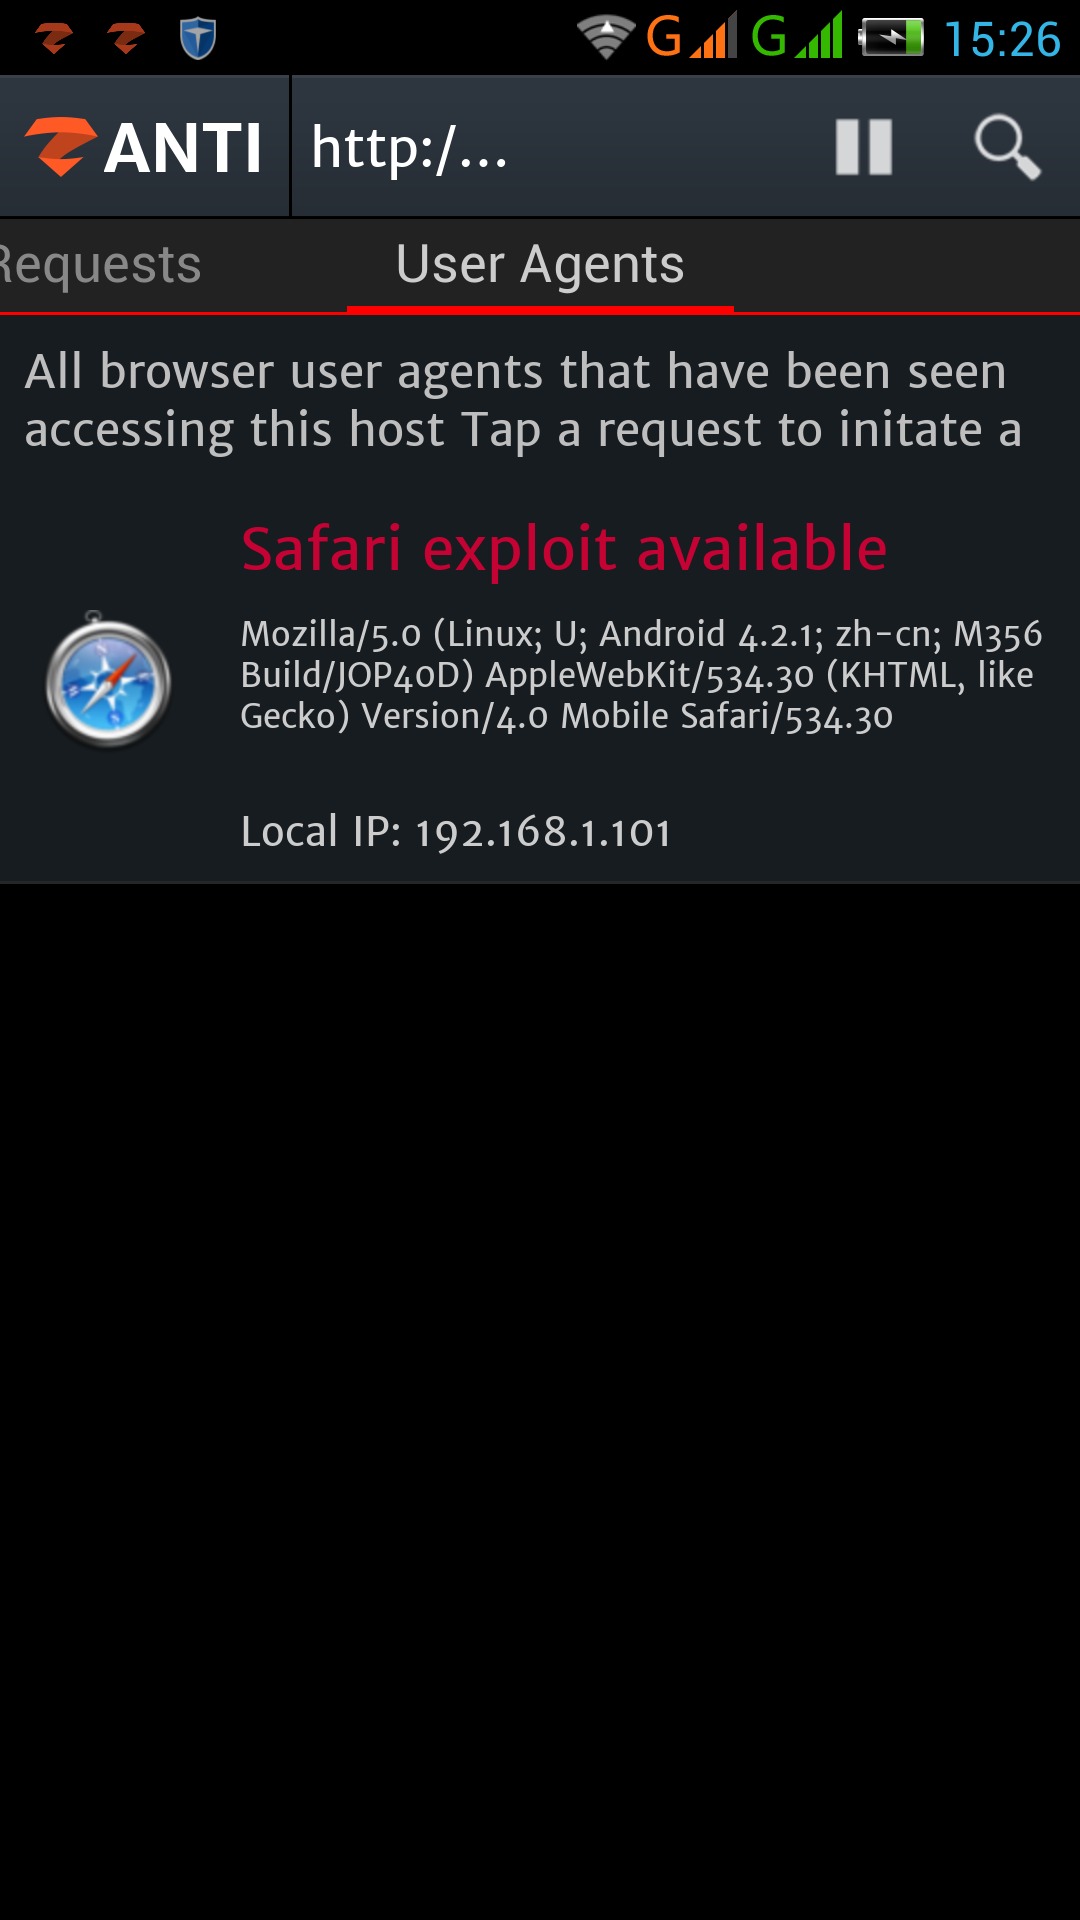 G G 15:26
ANTI http:/...
Requests User Agents
All browser user agents that have been seen
accessing this host Tap a request to initate a
Safari exploit available
Mozilla/5.0 (Linux; U; Android 4.2.1; zh-cn; M356
Build/JOP40D) AppleWebKit/534.30 (KHTML, like
Gecko) Version/4.0 Mobile Safari/534.30
Local IP: 192.168.1.101